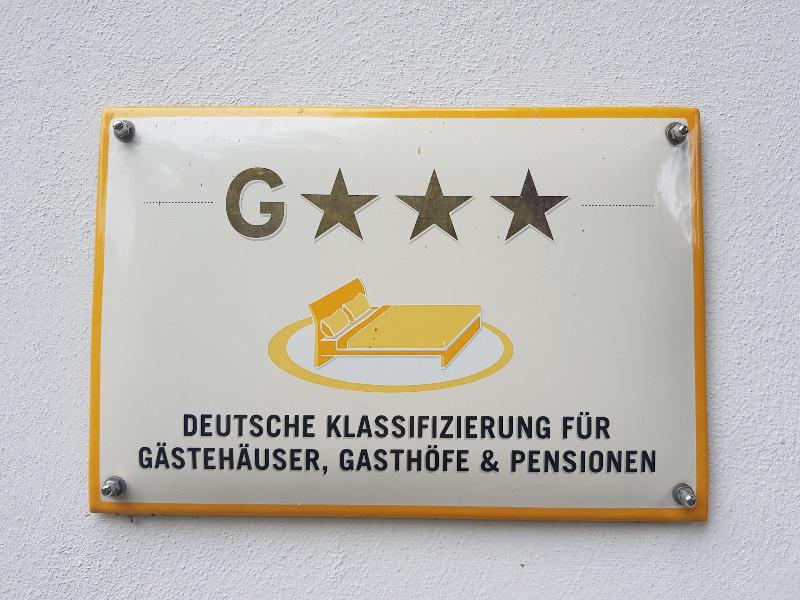 G★★★
DEUTSCHE KLASSIFIZIERUNG FÜR
GÄSTEHÄUSER, GASTHÖFE & PENSIONEN